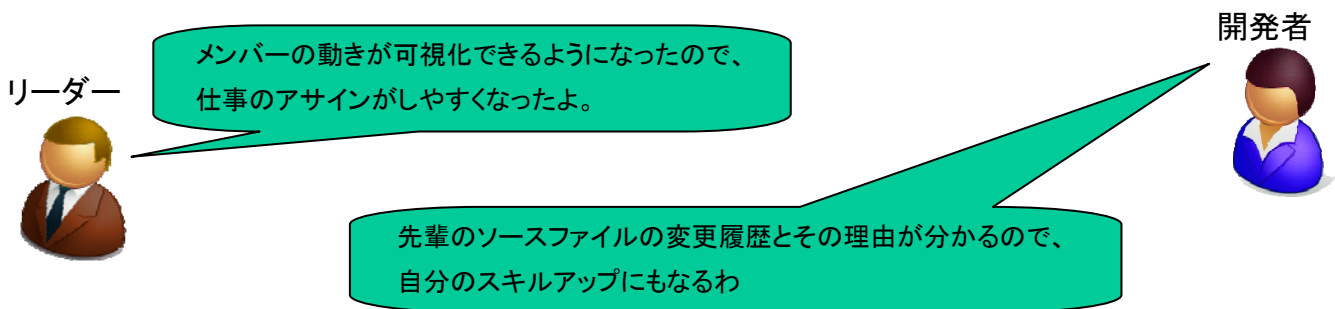 開発者
リーダー
メンバーの動きが可視化できるようになったので、
仕事のアサインがしやすくなったよ。
先輩のソースファイルの変更履歴とその理由が分かるので、
自分のスキルアップにもなるわ